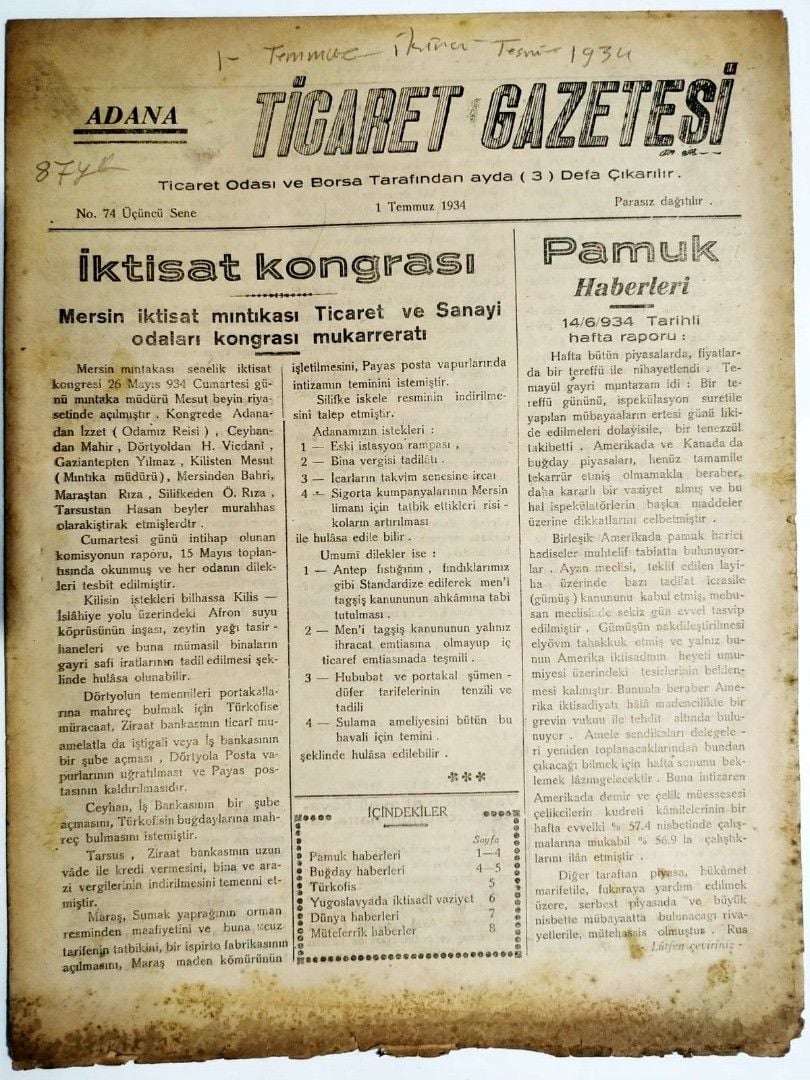 1- Temmuz - ikinci - Teşrin - 1934
ADANA
TİCARET GAZETESİ
Ticaret Odası ve Borsa Tarafından ayda ( 3 ) Defa Çıkarılır .
No. 74 Üçüncü Sene
1 Temmuz 1934
Parasız dağıtılır .
İktisat kongrası
Mersin iktisat mıntıkası Ticaret ve Sanayi
odaları kongrası mukarreratı
Mersin mıntakası senelik iktisat
kongresi 26 Mayıs 934 Cumartesi gü-
nü mıntaka müdürü Mesut beyin riya-
setinde açılmıştır . Kongrede Adana-
dan İzzet ( Odamız Reisi ) , Ceyhan-
dan Mahir , Dörtyoldan H. Vicdanî ,
Gaziantepten Yılmaz , Kilisten Mesut
( Mıntıka müdürü ) , Mersinden Bahri,
Maraştan Rıza , Silifkeden Ö. Rıza ,
Tarsustan Hasan beyler murahhas
olarakiştirak etmişlerdtr .
Cumartesi günü intihap olunan
komisyonun raporu, 15 Mayıs toplan-
tısında okunmuş ve her odanın dilek-
leri tesbit edilmiştir.
Kilisin istekleri bilhassa Kilis —
İslâhiye yolu üzerindeki Afron suyu
köprüsünün inşası, zeytin yağı tasir -
haneleri ve buna mümasil binaların
gayri safi iratlarının tadil edilmesi şek-
linde hulâsa olunabilir.
Dörtyolun temennileri portakalla-
rına mahreç bulmak için Türkofise
müracaat, Ziraat bankasının ticarî mu-
amelatla da iştigali veya İş bankasının
bir şube açması , Dörtyola Posta va-
purlarının uğratılması ve Payas pos-
tasının kaldırılmasıdır.
Ceyhan, İş Bankasının bir şube
açmasını, Türkofisin buğdaylarına mah-
reç bulmasını istemiştir.
Tarsus , Ziraat bankasının uzun
vâde ile kredi vermesini, bina ve ara-
zi vergilerinin indirilmesini temenni et-
miştir.
Maraş, Sumak yaprağının orman
resminden meafiyetini ve buna ucuz
tarifenin tatbikini, bir ispirto fabrikasının
açılmasını, Maraş maden kömürünün
işletilmesini, Payas posta vapurlarında
intizamın teminini istemiştir.
Silifke iskele resminin indirilme-
sini talep etmiştir.
Adanamızın istekleri :
1 — Eski istasyon rampası ,
2 — Bina vergisi tadilâtı .
3 — İcarların takvim senesine ircaı
4 — Sigorta kumpanyalarının Mersin
limanı için tatbik ettikleri risi -
koların artırılması
ile hulâsa edile bilir .
Umumî dilekler ise :
1 — Antep fıstığının , fındıklarımız
gibi Standardize edilerek men'i
tagşiş kanununun ahkâmına tabi
tutulması .
2 — Men'i tagşiş kanununun yalınız
ihracat emtiasına olmayup iç
ticaref emtiasınada teşmili .
3 — Hububat ve portakal şümen -
düfer tarifelerinin tenzili ve
tadili
4 — Sulama ameliyesini bütün bu
havali için temini .
şeklinde hulâsa edilebilir .
***
İÇİNDEKİLER
Sayfa
Pamuk haberleri 1—4
Buğday haberleri 4—5
Türkofis 5
Yugoslavyada iktisadî vaziyet 6
Dünya haberleri 7
Müteferrik haberler 8
Pamuk
Haberleri
14/6/934 Tarihli
hafta raporu :
Hafta bütün piyasalarda, fiyatlar-
da bir tereffü ile nihayetlendi . Te-
mayül gayri muntazam idi : Bir te-
reffü gününü, ispekülasyon suretile
yapılan mübayaaların ertesi günü liki-
de edilmeleri dolayisile, bir tenezzül
takibetti . Amerikada ve Kanada da
buğday piyasaları, henüz tamamile
tekarrür etmiş olmamakla beraber,
daha kararlı bir vaziyet almış ve bu
hal ispekülâtörlerin başka maddeler
üzerine dikkatlarını celbetmiştir .
Birleşik Amerikada pamuk harici
hadiseler muhtelif tabiatta bulunuyor-
lar . Ayan meclisi, teklif edilen layi-
ha üzerinde bazı tadilat icrasile
(gümüş) kanununu kabul etmiş, mebu-
san meclisinde sekiz gün evvel tasvip
edilmiştir . Gümüşün nakdileştirilmesi
elyövm tahakkuk etmiş ve yalnız bu-
nun Amerika iktisadının heyeti umu-
miyesi üzerindeki tesirlerinin beklen-
mesi kalmıştır. Bununla beraber Ame-
rika iktisadiyatı hâlâ madencilikte bir
grevin vukuu ile tehdit altında bulu-
nuyor . Amele sendikaları delegele -
ri yeniden toplanacaklarından bundan
çıkacağı bilmek için hafta sonunu bek-
lemek lâzımgelecektir . Buna intizaren
Amerikada demir ve çelik müessesesi
çelikcilerin kudreti kâmilelerinin bir
hafta evvelki % 57.4 nisbetinde çalış-
malarına mukabil % 56.9 la çalıştık-
larını ilân etmiştir .
Diğer taraftan piyasa, hükûmet
marifetile, fukaraya yardım edilmek
üzere, serbest piyasada ve büyük
nisbette mübayaatta bulunacağı riva-
yetlerile, mütehassis olmuştur . Rus
- Lütfen çeviriniz -